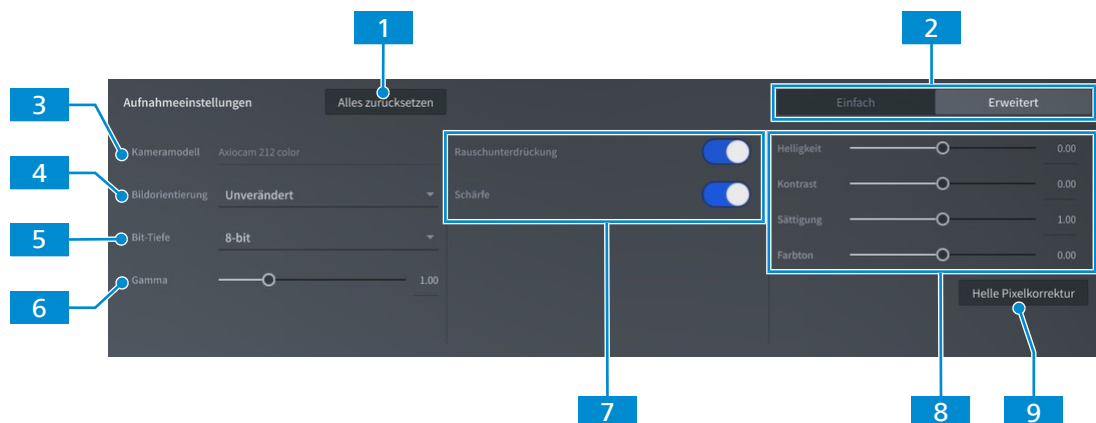 1
2
Aufnahmeeinstellungen
Alles zurücksetzen
Einfach
Erweitert
3
Kameramodell
Axiocam 212 color
4
Bildorientierung
Unverändert
5
Bit-Tiefe
8-bit
6
Gamma
1.00
Rauschunterdrückung
Schärfe
Helligkeit
0.00
Kontrast
0.00
Sättigung
1.00
Farbton
0.00
Helle Pixelkorrektur
7
8
9